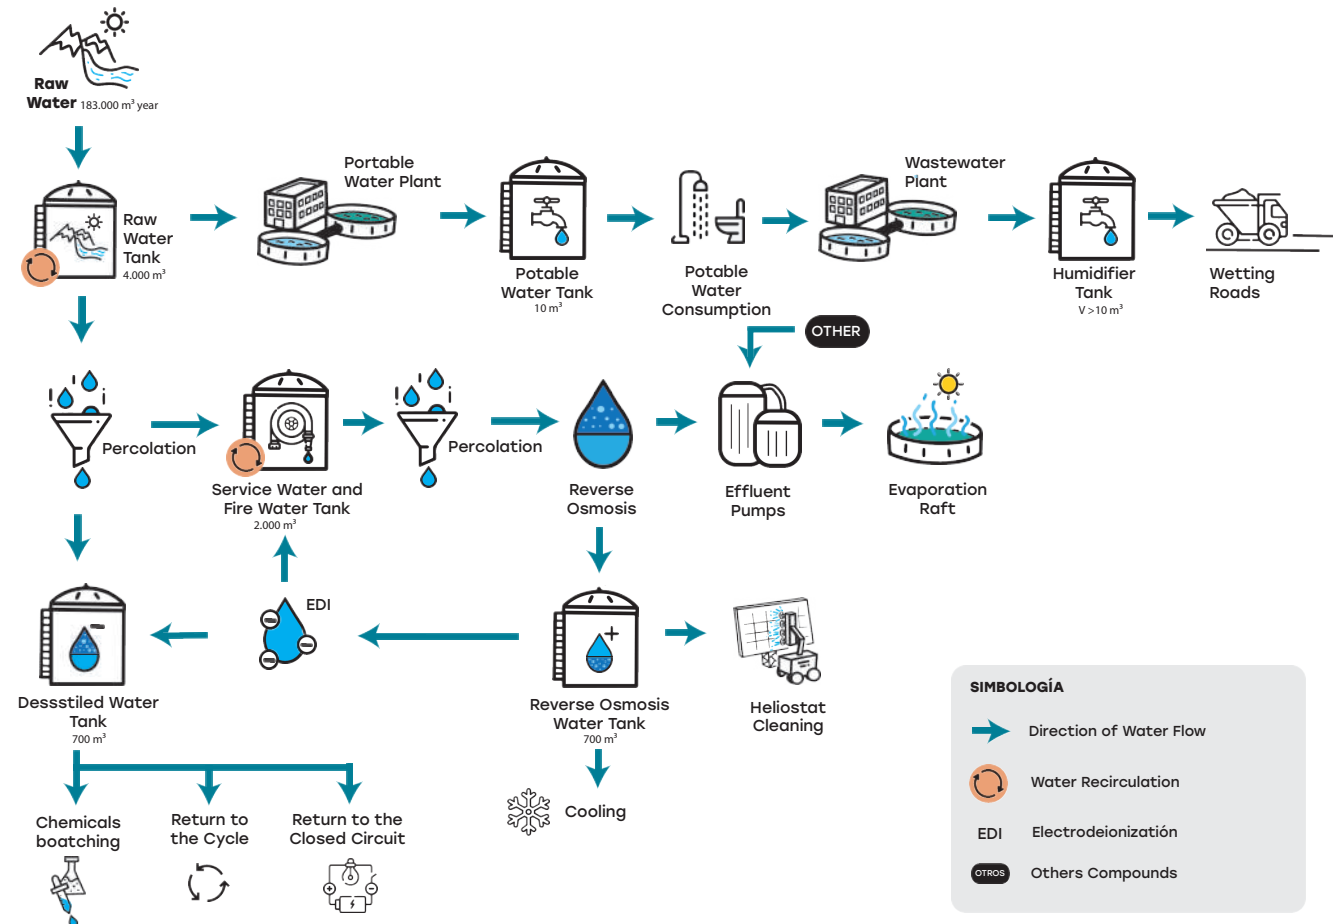 Raw
Water 183.000 m³ year
Raw
Water
Tank
4.000 m³
Portable
Water Plant
Potable
Water Tank
10 m³
Potable
Water
Consumption
Wastewater
Plant
Humidifier
Tank
V >10 m³
Wetting
Roads
OTHER
Percolation
Service Water and
Fire Water Tank
2.000 m³
Percolation
Reverse
Osmosis
Effluent
Pumps
Evaporation
Raft
EDI
Dessstiled Water
Tank
700 m³
Reverse Osmosis
Water Tank
700 m³
Heliostat
Cleaning
Chemicals
boatching
Return to
the Cycle
Return to the
Closed Circuit
Cooling
SIMBOLOGÍA
Direction of Water Flow
Water Recirculation
EDI Electrodeionizatión
OTROS Others Compounds